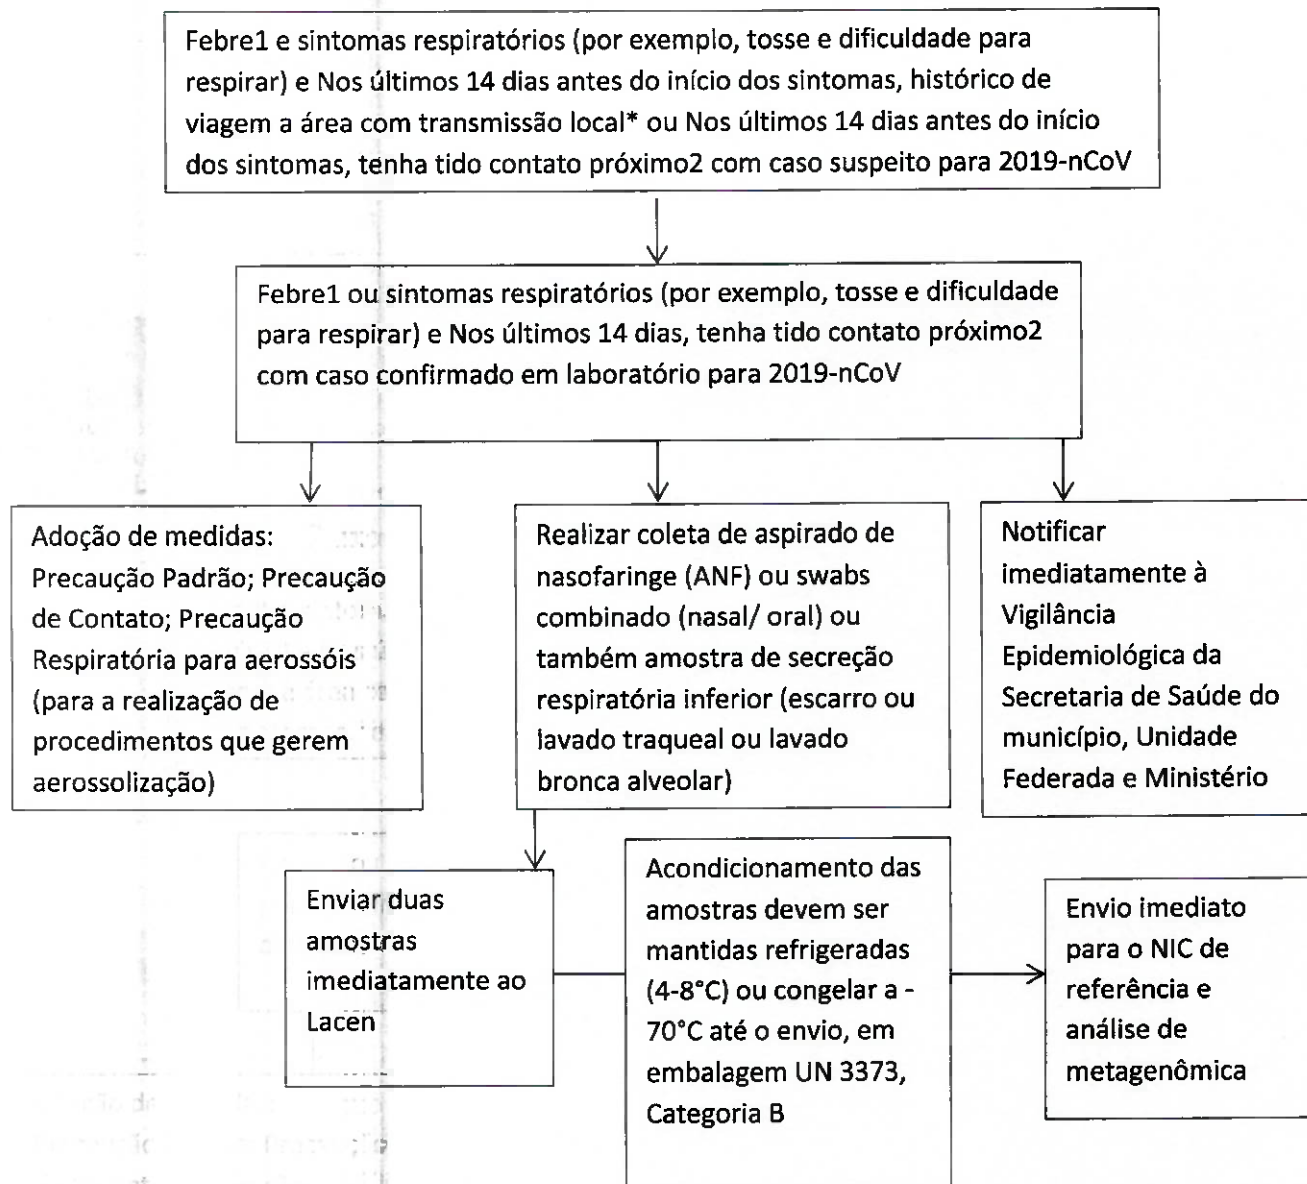 Febre1 e sintomas respiratórios (por exemplo, tosse e dificuldade para
respirar) e Nos últimos 14 dias antes do início dos sintomas, histórico de
viagem a área com transmissão local* ou Nos últimos 14 dias antes do início
dos sintomas, tenha tido contato próximo2 com caso suspeito para 2019-nCoV
Febre1 ou sintomas respiratórios (por exemplo, tosse e dificuldade
para respirar) e Nos últimos 14 dias, tenha tido contato próximo2
com caso confirmado em laboratório para 2019-nCoV
Adoção de medidas:
Precaução Padrão; Precaução
de Contato; Precaução
Respiratória para aerossóis
(para a realização de
procedimentos que gerem
aerossolização)
Realizar coleta de aspirado de
nasofaringe (ANF) ou swabs
combinado (nasal/ oral) ou
também amostra de secreção
respiratória inferior (escarro ou
lavado traqueal ou lavado
bronca alveolar)
Notificar
imediatamente à
Vigilância
Epidemiológica da
Secretaria de Saúde do
município, Unidade
Federada e Ministério
Enviar duas
amostras
imediatamente ao
Lacen
Acondicionamento das
amostras devem ser
mantidas refrigeradas
(4-8°C) ou congelar a -
70°C até o envio, em
embalagem UN 3373,
Categoria B
Envio imediato
para o NIC de
referência e
análise de
metagenômica